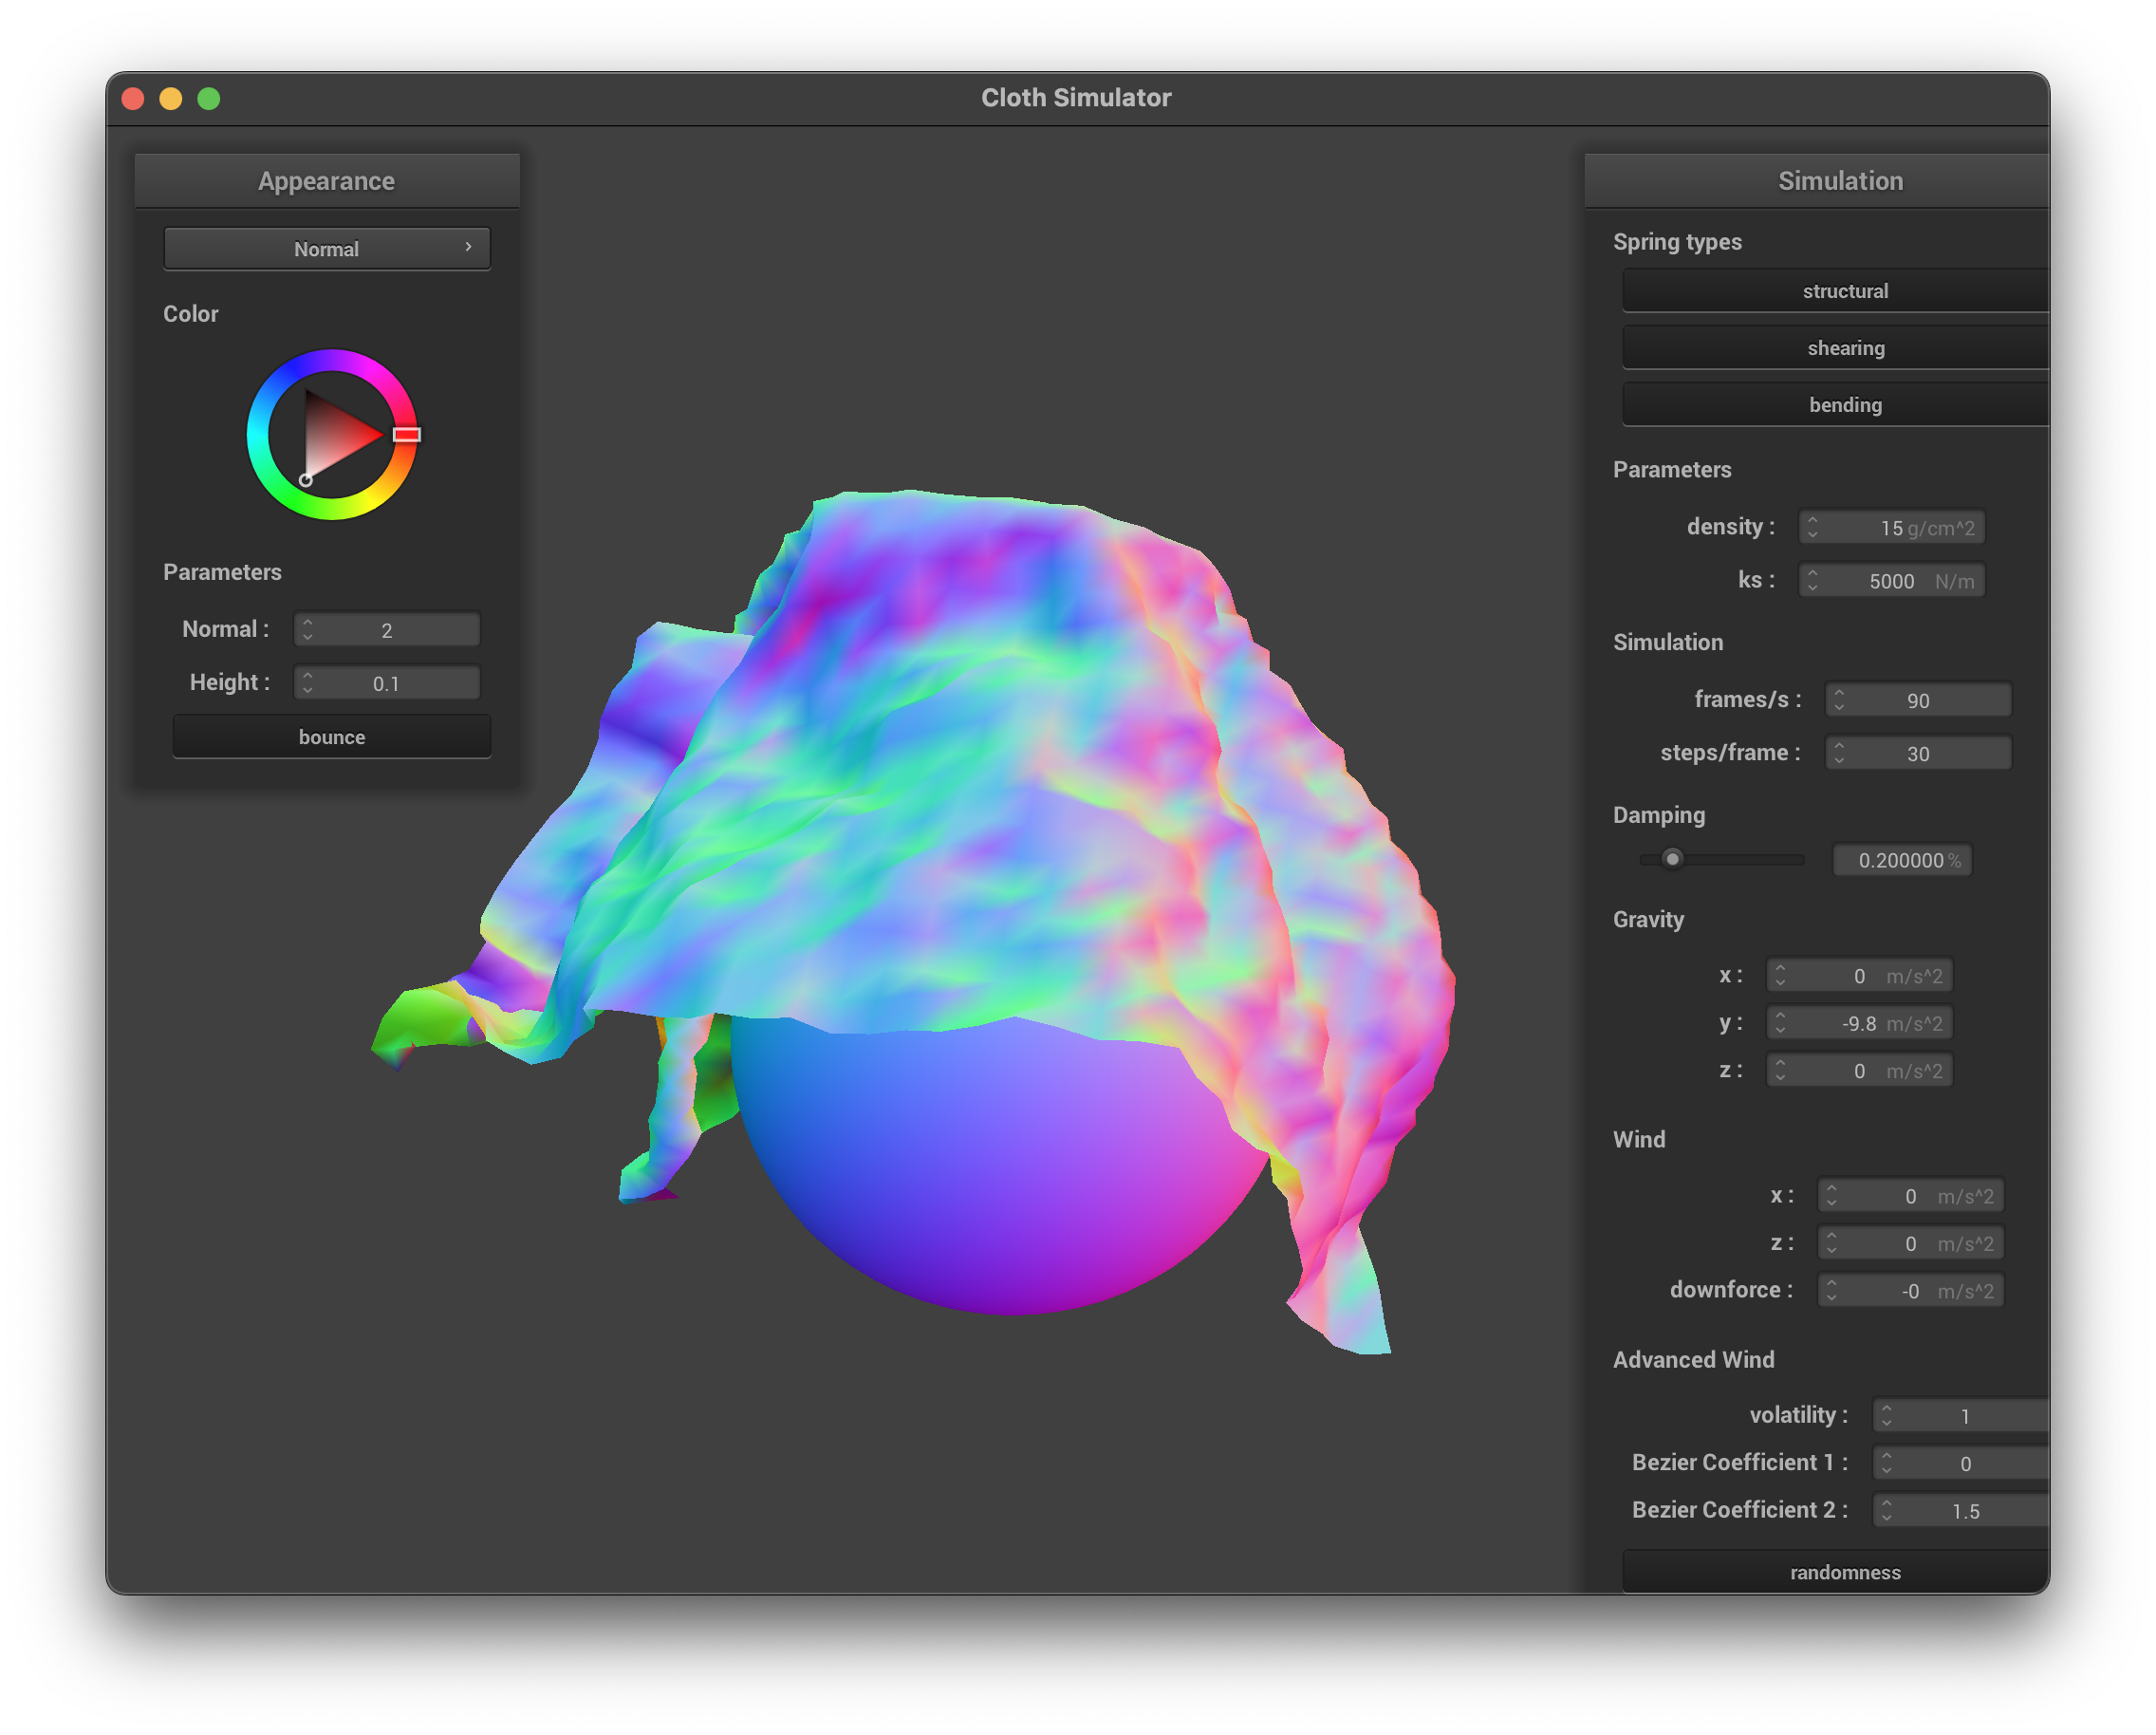 Cloth Simulator
Appearance
Normal
Color
Parameters
Normal : 2
Height : 0.1
bounce
Simulation
Spring types
structural
shearing
bending
Parameters
density : 15 g/cm^2
ks : 5000 N/m
Simulation
frames/s : 90
steps/frame : 30
Damping
0.200000 %
Gravity
x : 0 m/s^2
y : -9.8 m/s^2
z : 0 m/s^2
Wind
x : 0 m/s^2
z : 0 m/s^2
downforce : -0 m/s^2
Advanced Wind
volatility : 1
Bezier Coefficient 1 : 0
Bezier Coefficient 2 : 1.5
randomness